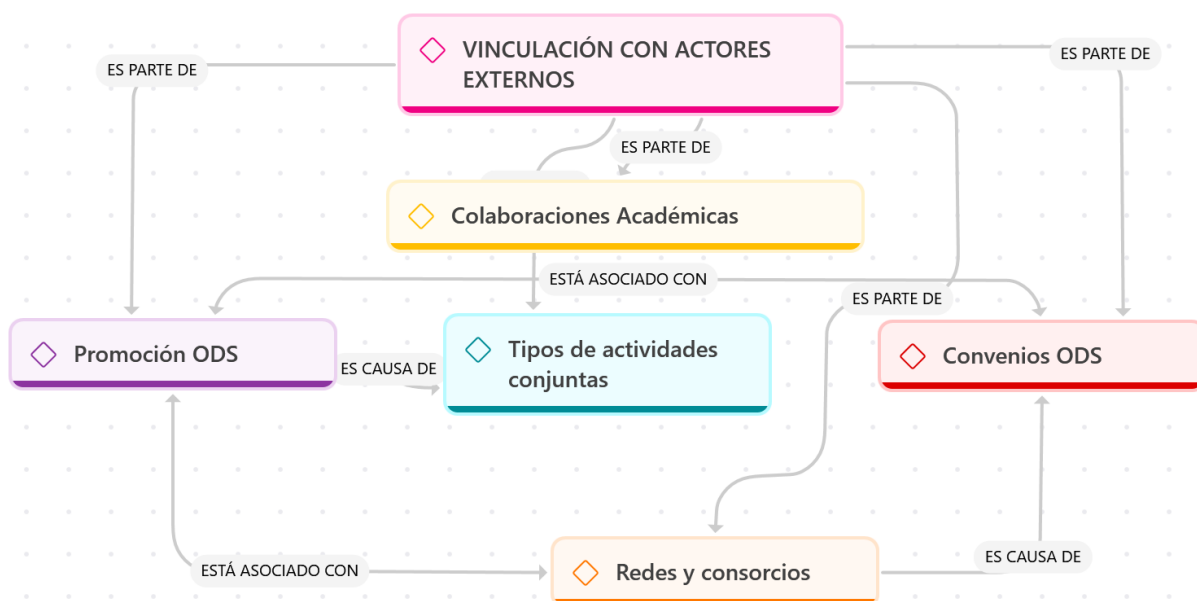 VINCULACIÓN CON ACTORES
EXTERNOS
ES PARTE DE
ES PARTE DE
ES PARTE DE
Colaboraciones Académicas
ESTÁ ASOCIADO CON
ES PARTE DE
Promoción ODS
ES CAUSA DE
Tipos de actividades
conjuntas
Convenios ODS
ESTÁ ASOCIADO CON
Redes y consorcios
ES CAUSA DE